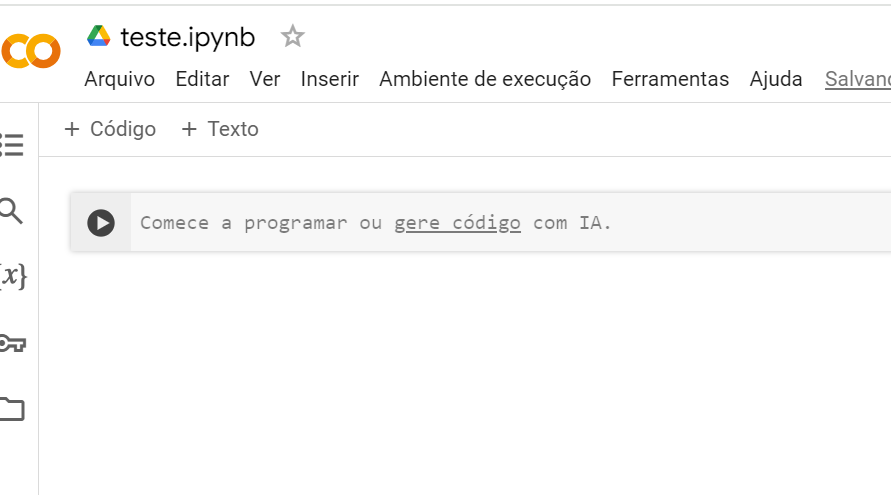 teste.ipynb
Arquivo Editar Ver Inserir Ambiente de execução Ferramentas Ajuda
+ Código + Texto
{x}
Comece a programar ou gere código com IA.